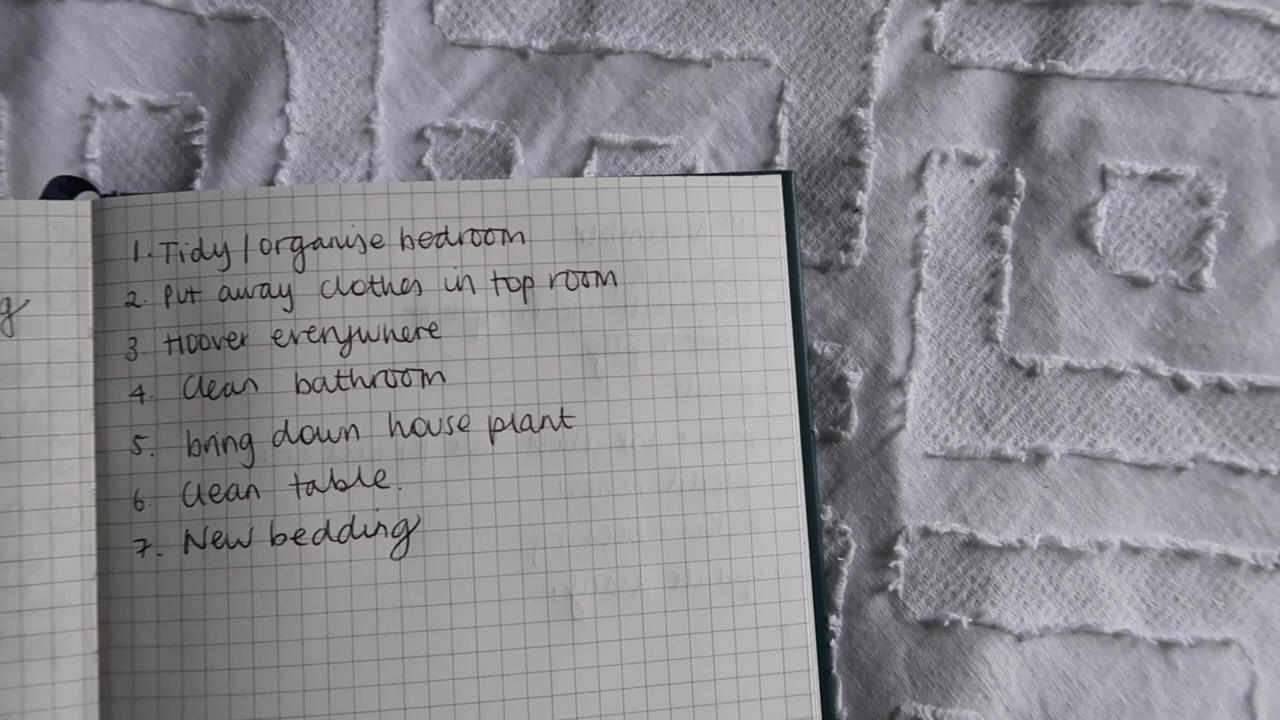 1. Tidy / organise bedroom
2. Put away clothes in top room
3. Hoover everywhere
4. Clean bathroom
5. bring down house plant
6. Clean table.
7. New bedding